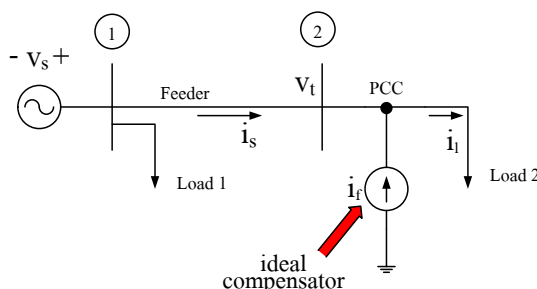 1
2
- vs +
Feeder
vt
PCC
is
il
Load 1
if
Load 2
ideal
compensator